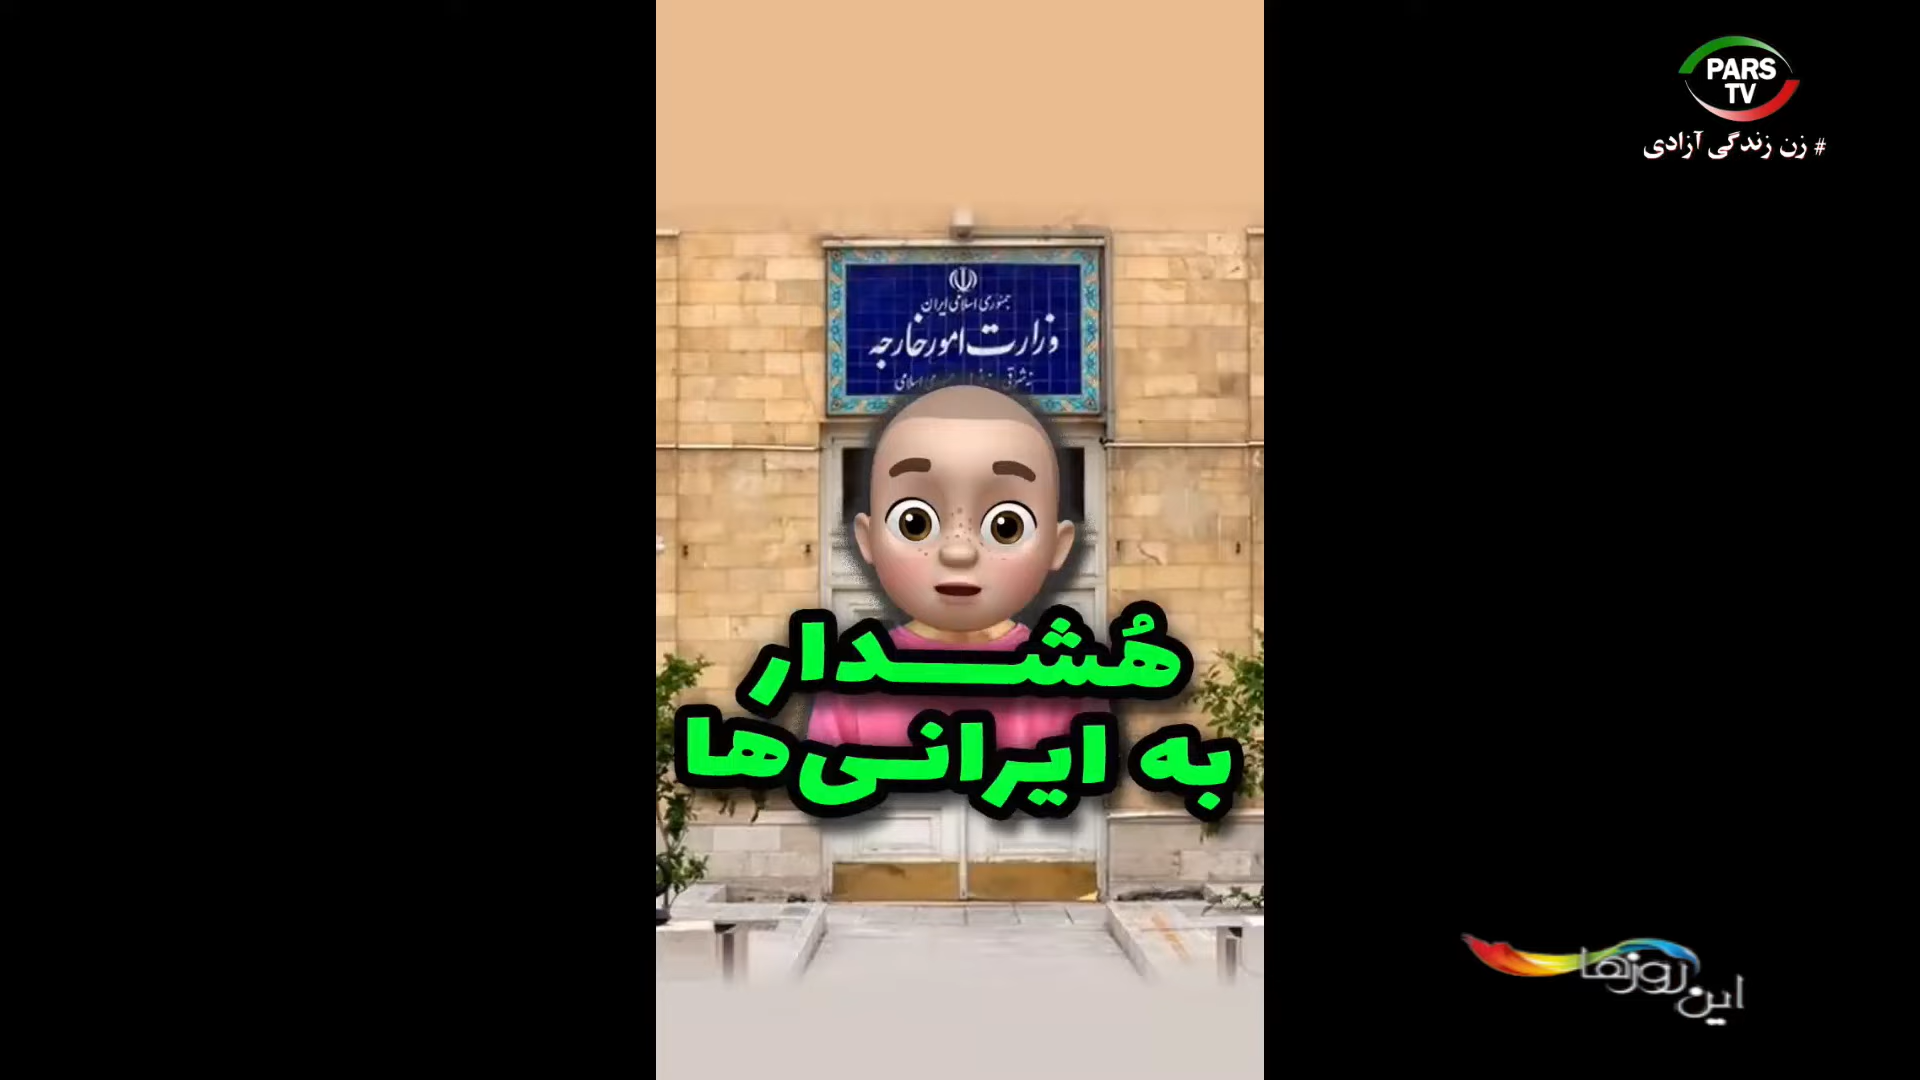 PARS
TV
# زن زندگی آزادی
جمهوری اسلامی ایران
وزارت امور خارجه
هُشدار
به ایرانی‌ها
این روزها